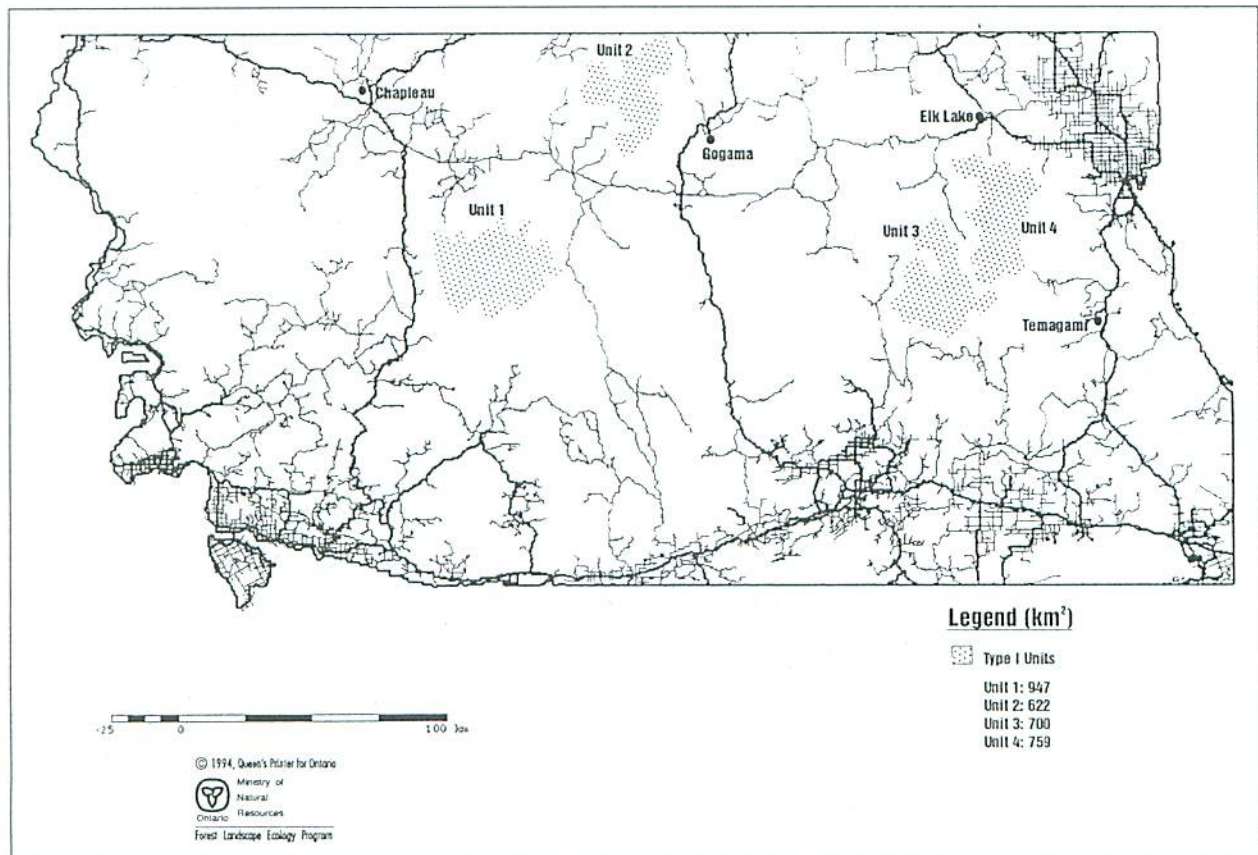 Unit 2
Chapleau
Elk Lake
Gogama
Unit 1
Unit 3
Unit 4
Temagami
Legend (km²)
Type I Units
Unit 1: 947
Unit 2: 622
Unit 3: 700
Unit 4: 759
-25 0 100
© 1994, Queen's Printer for Ontario
Ministry of
Natural
Resources
Ontario
Forest Landscape Ecology Program